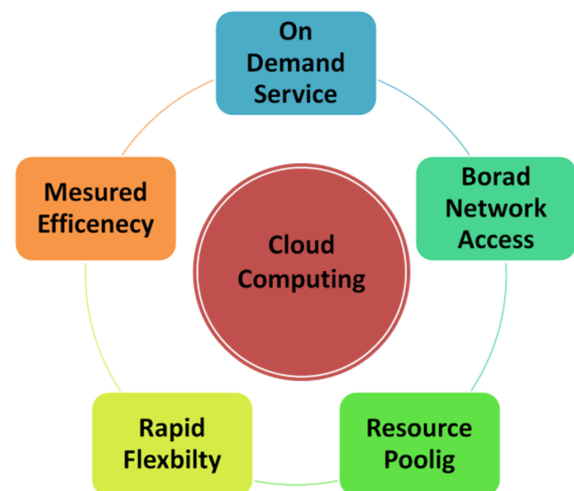 On
Demand
Service
Mesured
Efficenecy
Borad
Network
Access
Cloud
Computing
Rapid
Flexbilty
Resource
Poolig